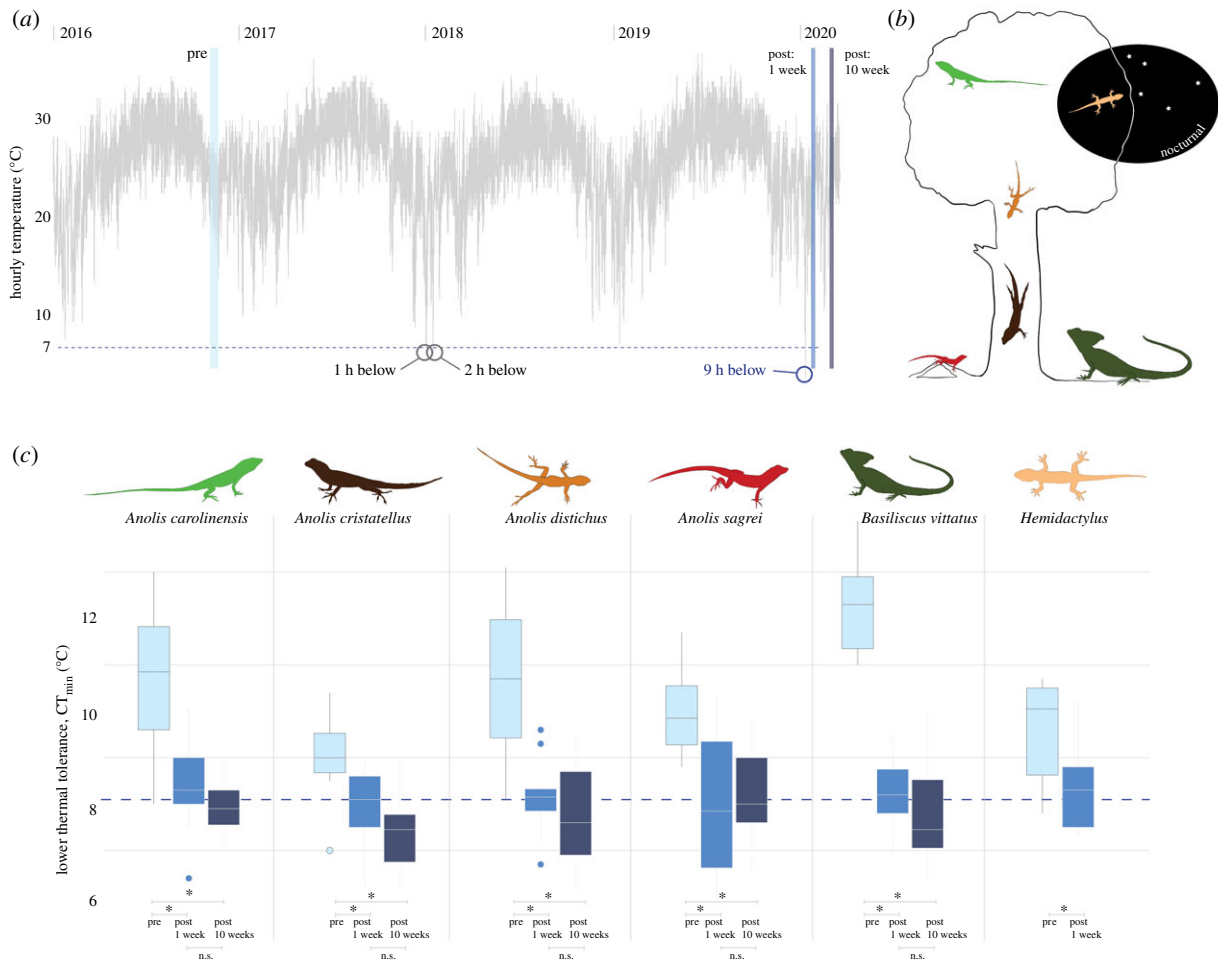 (a)
2016 2017 2018 2019 2020
pre
post: 1 week
post: 10 week
hourly temperature (°C)
30
20
10
7
1 h below
2 h below
9 h below
(b)
nocturnal
(c)
Anolis carolinensis
Anolis cristatellus
Anolis distichus
Anolis sagrei
Basiliscus vittatus
Hemidactylus
lower thermal tolerance, CTmin (°C)
12
10
8
6
* * * * *
* * * * * *
pre post 1 week post 10 weeks
n.s.
pre post 1 week post 10 weeks
n.s.
pre post 1 week post 10 weeks
n.s.
pre post 1 week post 10 weeks
n.s.
pre post 1 week post 10 weeks
n.s.
pre post 1 week